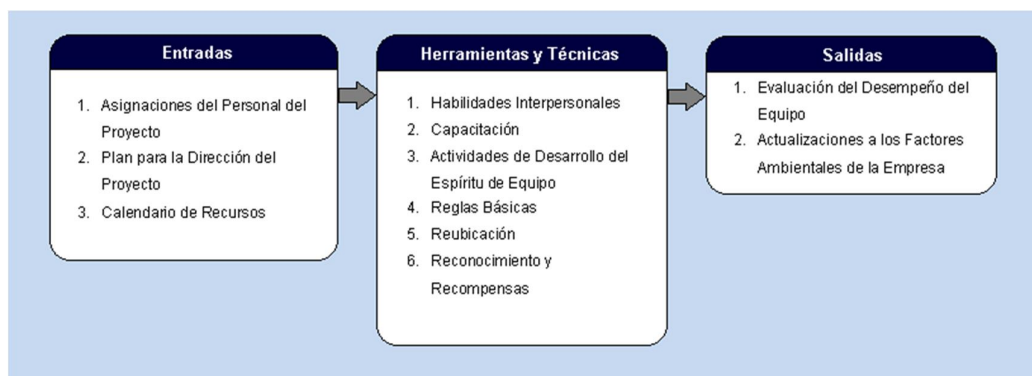 Entradas
1. Asignaciones del Personal del
Proyecto
2. Plan para la Dirección del
Proyecto
3. Calendario de Recursos
Herramientas y Técnicas
1. Habilidades Interpersonales
2. Capacitación
3. Actividades de Desarrollo del
Espíritu de Equipo
4. Reglas Básicas
5. Reubicación
6. Reconocimiento y
Recompensas
Salidas
1. Evaluación del Desempeño del
Equipo
2. Actualizaciones a los Factores
Ambientales de la Empresa